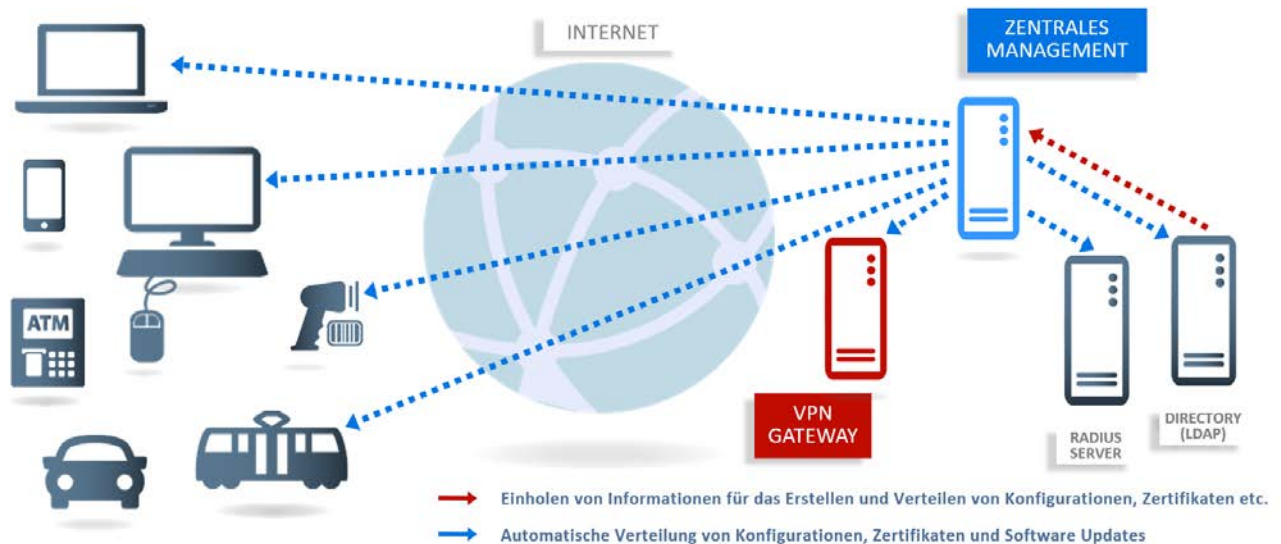 INTERNET
ZENTRALES
MANAGEMENT
ATM
VPN
GATEWAY
RADIUS
SERVER
DIRECTORY
(LDAP)
Einholen von Informationen für das Erstellen und Verteilen von Konfigurationen, Zertifikaten etc.
Automatische Verteilung von Konfigurationen, Zertifikaten und Software Updates